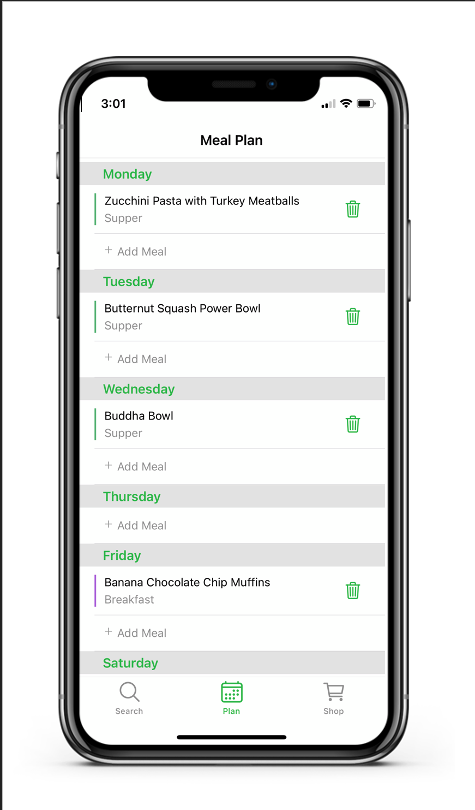 3:01
Meal Plan
Monday
Zucchini Pasta with Turkey Meatballs
Supper
+ Add Meal
Tuesday
Butternut Squash Power Bowl
Supper
+ Add Meal
Wednesday
Buddha Bowl
Supper
+ Add Meal
Thursday
+ Add Meal
Friday
Banana Chocolate Chip Muffins
Breakfast
+ Add Meal
Saturday
Search Plan Shop